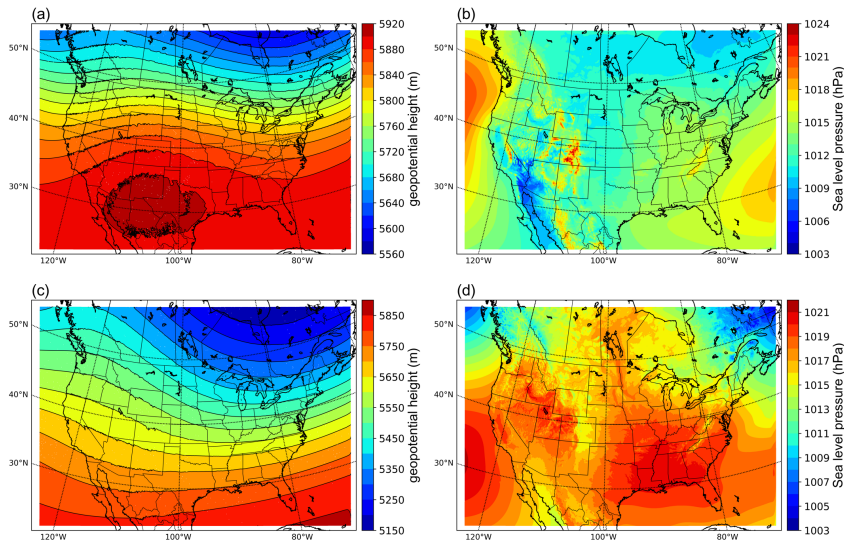 (a)
50°N
40°N
30°N
120°W
100°W
80°W
5920
5880
5840
5800
5760
5720
5680
5640
5600
5560
geopotential height (m)
(b)
50°N
40°N
30°N
120°W
100°W
80°W
1024
1021
1018
1015
1012
1009
1006
1003
Sea level pressure (hPa)
(c)
50°N
40°N
30°N
120°W
100°W
80°W
5850
5750
5650
5550
5450
5350
5250
5150
geopotential height (m)
(d)
50°N
40°N
30°N
120°W
100°W
80°W
1021
1019
1017
1015
1013
1011
1009
1007
1005
1003
Sea level pressure (hPa)